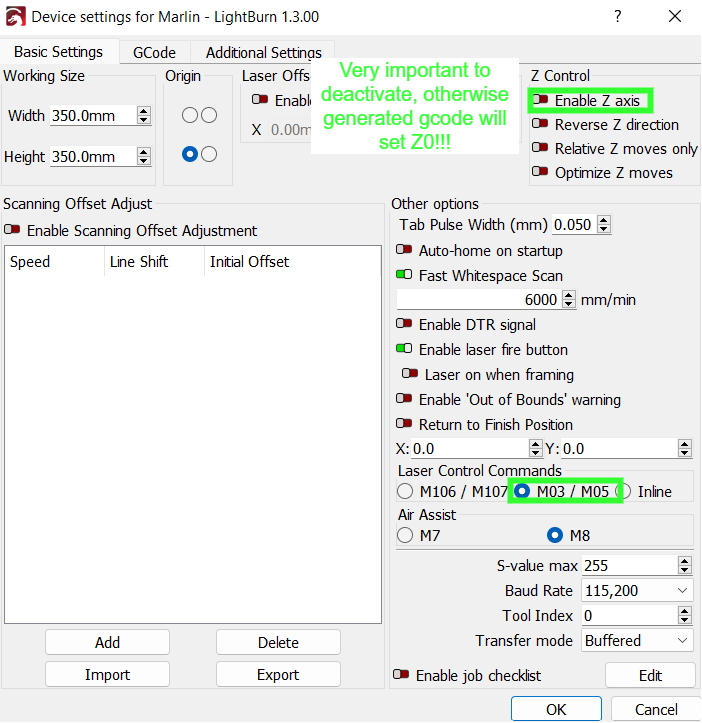 Device settings for Marlin - LightBurn 1.3.00
?
Basic Settings
GCode
Additional Settings
Working Size
Width 350.0mm
Height 350.0mm
Origin
Laser Offs
Enab
X 0.00m
Very important to
deactivate, otherwise
generated gcode will
set Z0!!!
Z Control
Enable Z axis
Reverse Z direction
Relative Z moves only
Optimize Z moves
Scanning Offset Adjust
Enable Scanning Offset Adjustment
Speed
Line Shift
Initial Offset
Add
Delete
Import
Export
Other options
Tab Pulse Width (mm) 0.050
Auto-home on startup
Fast Whitespace Scan
6000 mm/min
Enable DTR signal
Enable laser fire button
Laser on when framing
Enable 'Out of Bounds' warning
Return to Finish Position
X: 0.0 Y: 0.0
Laser Control Commands
M106 / M107 M03 / M05 Inline
Air Assist
M7 M8
S-value max 255
Baud Rate 115,200
Tool Index 0
Transfer mode Buffered
Enable job checklist
Edit
OK
Cancel